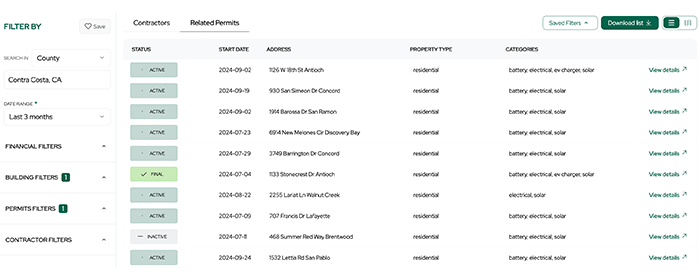 Contractors Related Permits Saved Filters Download list
FILTER BY Save
SEARCH IN County
Contra Costa, CA
DATE RANGE *
Last 3 months
FINANCIAL FILTERS
BUILDING FILTERS 1
PERMITS FILTERS 1
CONTRACTOR FILTERS
STATUS START DATE ADDRESS PROPERTY TYPE CATEGORIES
ACTIVE 2024-09-02 1126 W 18th St Antioch residential battery, electrical, ev charger, solar View details
ACTIVE 2024-09-19 930 San Simeon Dr Concord residential battery, electrical, solar View details
ACTIVE 2024-09-02 1914 Barossa Dr San Ramon residential battery, electrical, solar View details
ACTIVE 2024-07-23 6914 New Melones Cir Discovery Bay residential battery, electrical, solar View details
ACTIVE 2024-07-29 3749 Barrington Dr Concord residential battery, electrical, solar View details
FINAL 2024-07-04 1133 Stonecrest Dr Antioch residential battery, electrical, ev charger, solar View details
ACTIVE 2024-08-22 2255 Lariat Ln Walnut Creek residential electrical, solar View details
ACTIVE 2024-07-09 707 Francis Dr Lafayette residential battery, electrical, solar View details
INACTIVE 2024-07-11 468 Summer Red Way Brentwood residential battery, electrical, solar View details
ACTIVE 2024-09-24 1532 Letta Rd San Pablo residential battery, electrical, solar View details